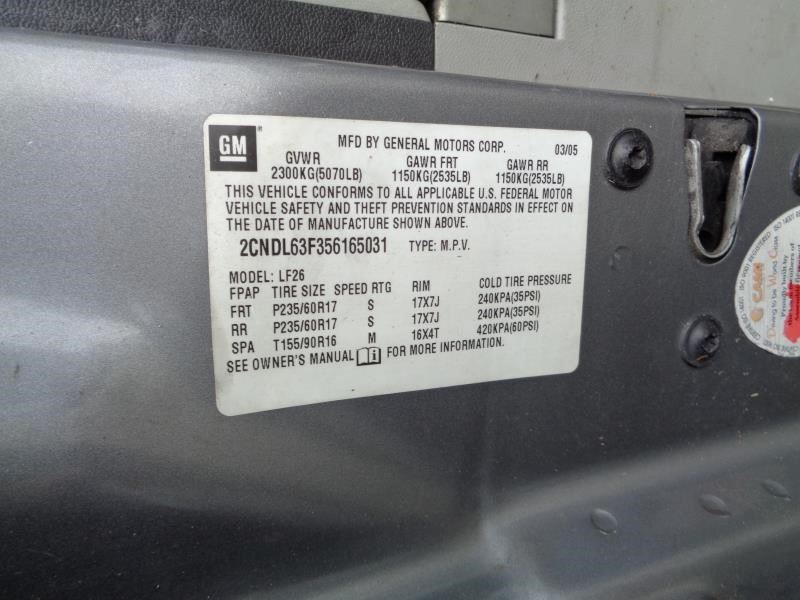 GM
MFD BY GENERAL MOTORS CORP. 03/05
GVWR GAWR FRT GAWR RR
2300KG(5070LB) 1150KG(2535LB) 1150KG(2535LB)
THIS VEHICLE CONFORMS TO ALL APPLICABLE U.S. FEDERAL MOTOR
VEHICLE SAFETY AND THEFT PREVENTION STANDARDS IN EFFECT ON
THE DATE OF MANUFACTURE SHOWN ABOVE.
2CNDL63F356165031 TYPE: M.P.V.
MODEL: LF26
FPAP TIRE SIZE SPEED RTG RIM COLD TIRE PRESSURE
FRT P235/60R17 S 17X7J 240KPA(35PSI)
RR P235/60R17 S 17X7J 240KPA(35PSI)
SPA T155/90R16 M 16X4T 420KPA(60PSI)
SEE OWNER'S MANUAL FOR MORE INFORMATION.